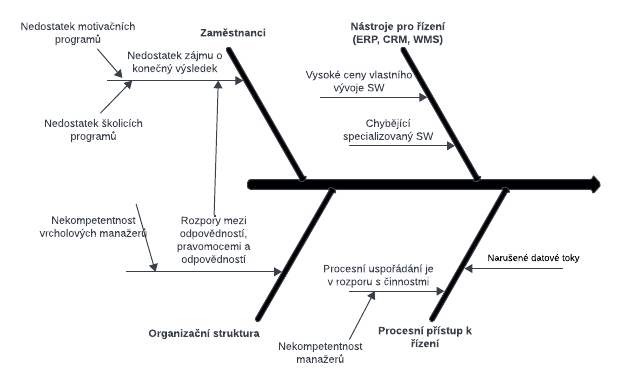 Nedostatek motivačních
programů
Zaměstnanci
Nástroje pro řízení
(ERP, CRM, WMS)
Nedostatek zájmu o
konečný výsledek
Vysoké ceny vlastního
vývoje SW
Nedostatek školicích
programů
Chybějící
specializovaný SW
Nekompetentnost
vrcholových manažerů
Rozpory mezi
odpovědností,
pravomocemi a
odpovědností
Procesní uspořádání je
v rozporu s činnostmi
Narušené datové toky
Organizační struktura
Procesní přístup k
řízení
Nekompetentnost
manažerů